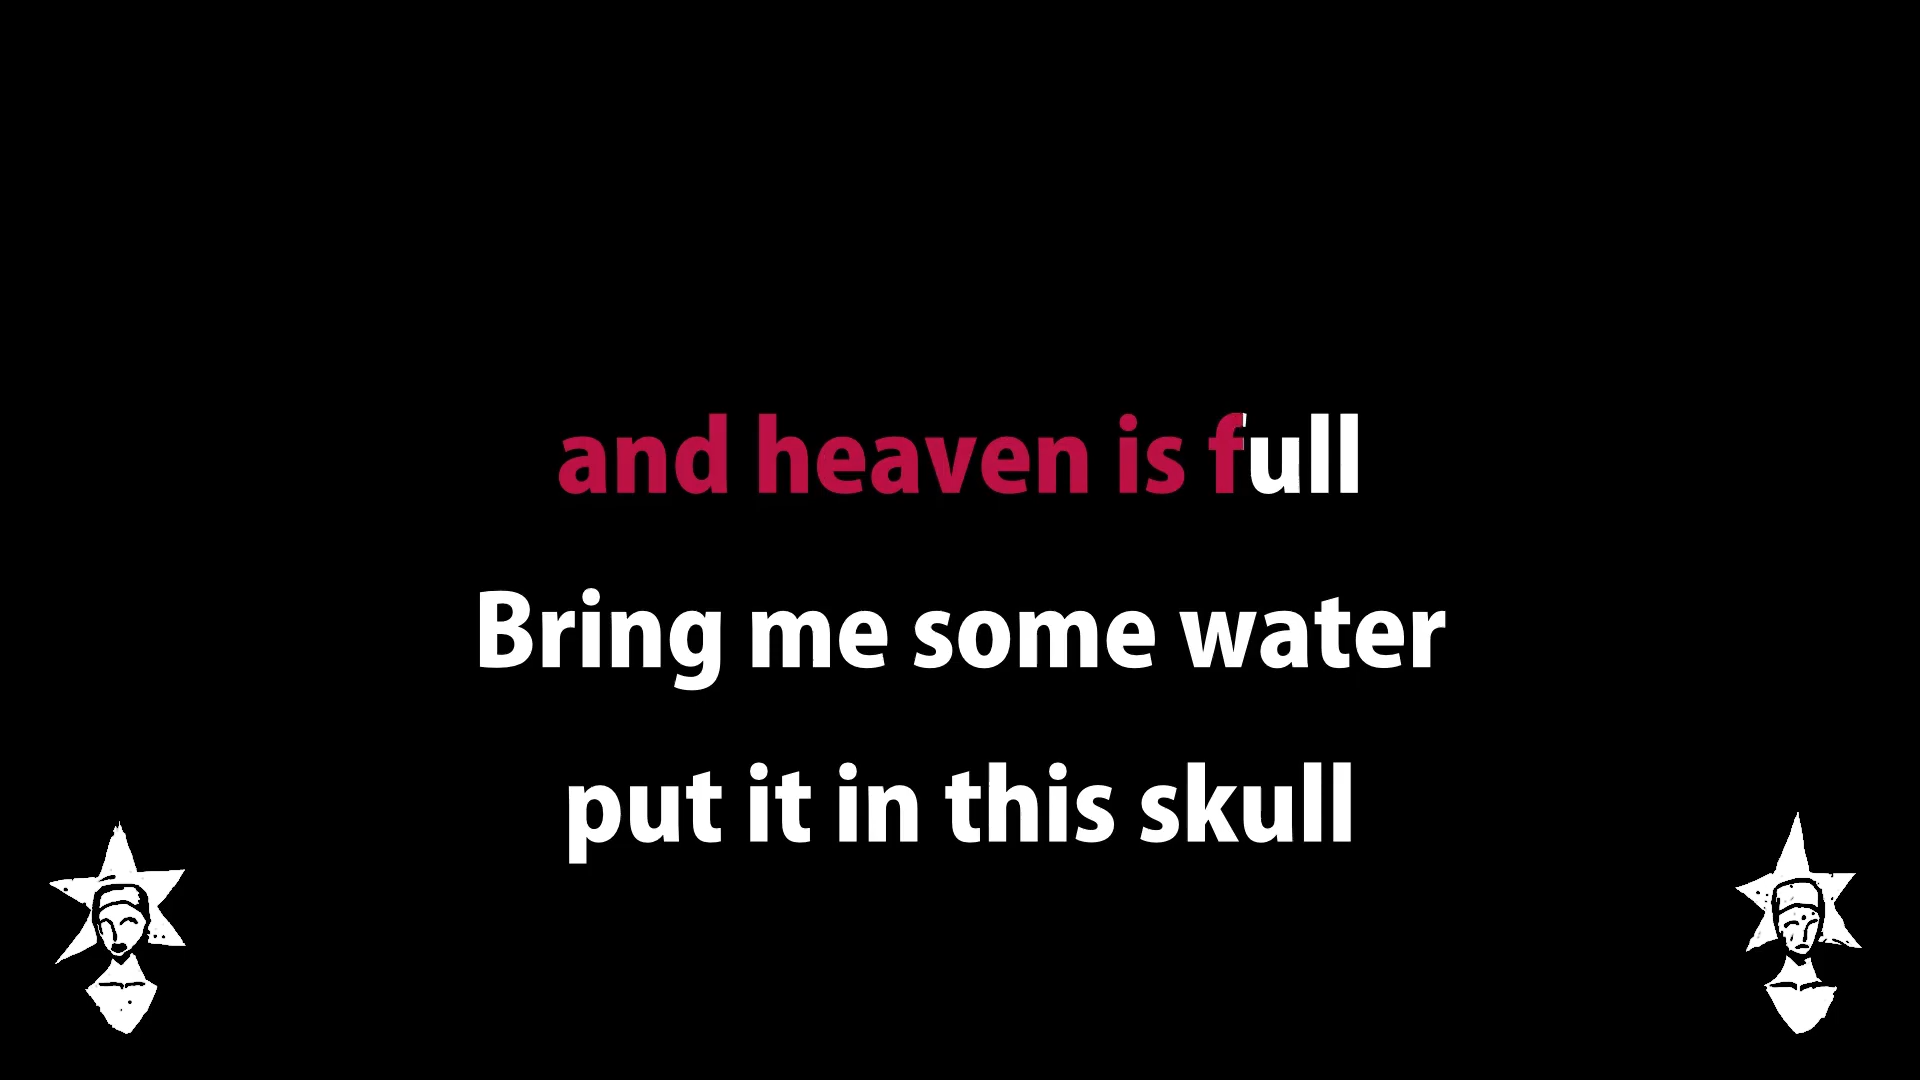 and heaven is full
Bring me some water
put it in this skull